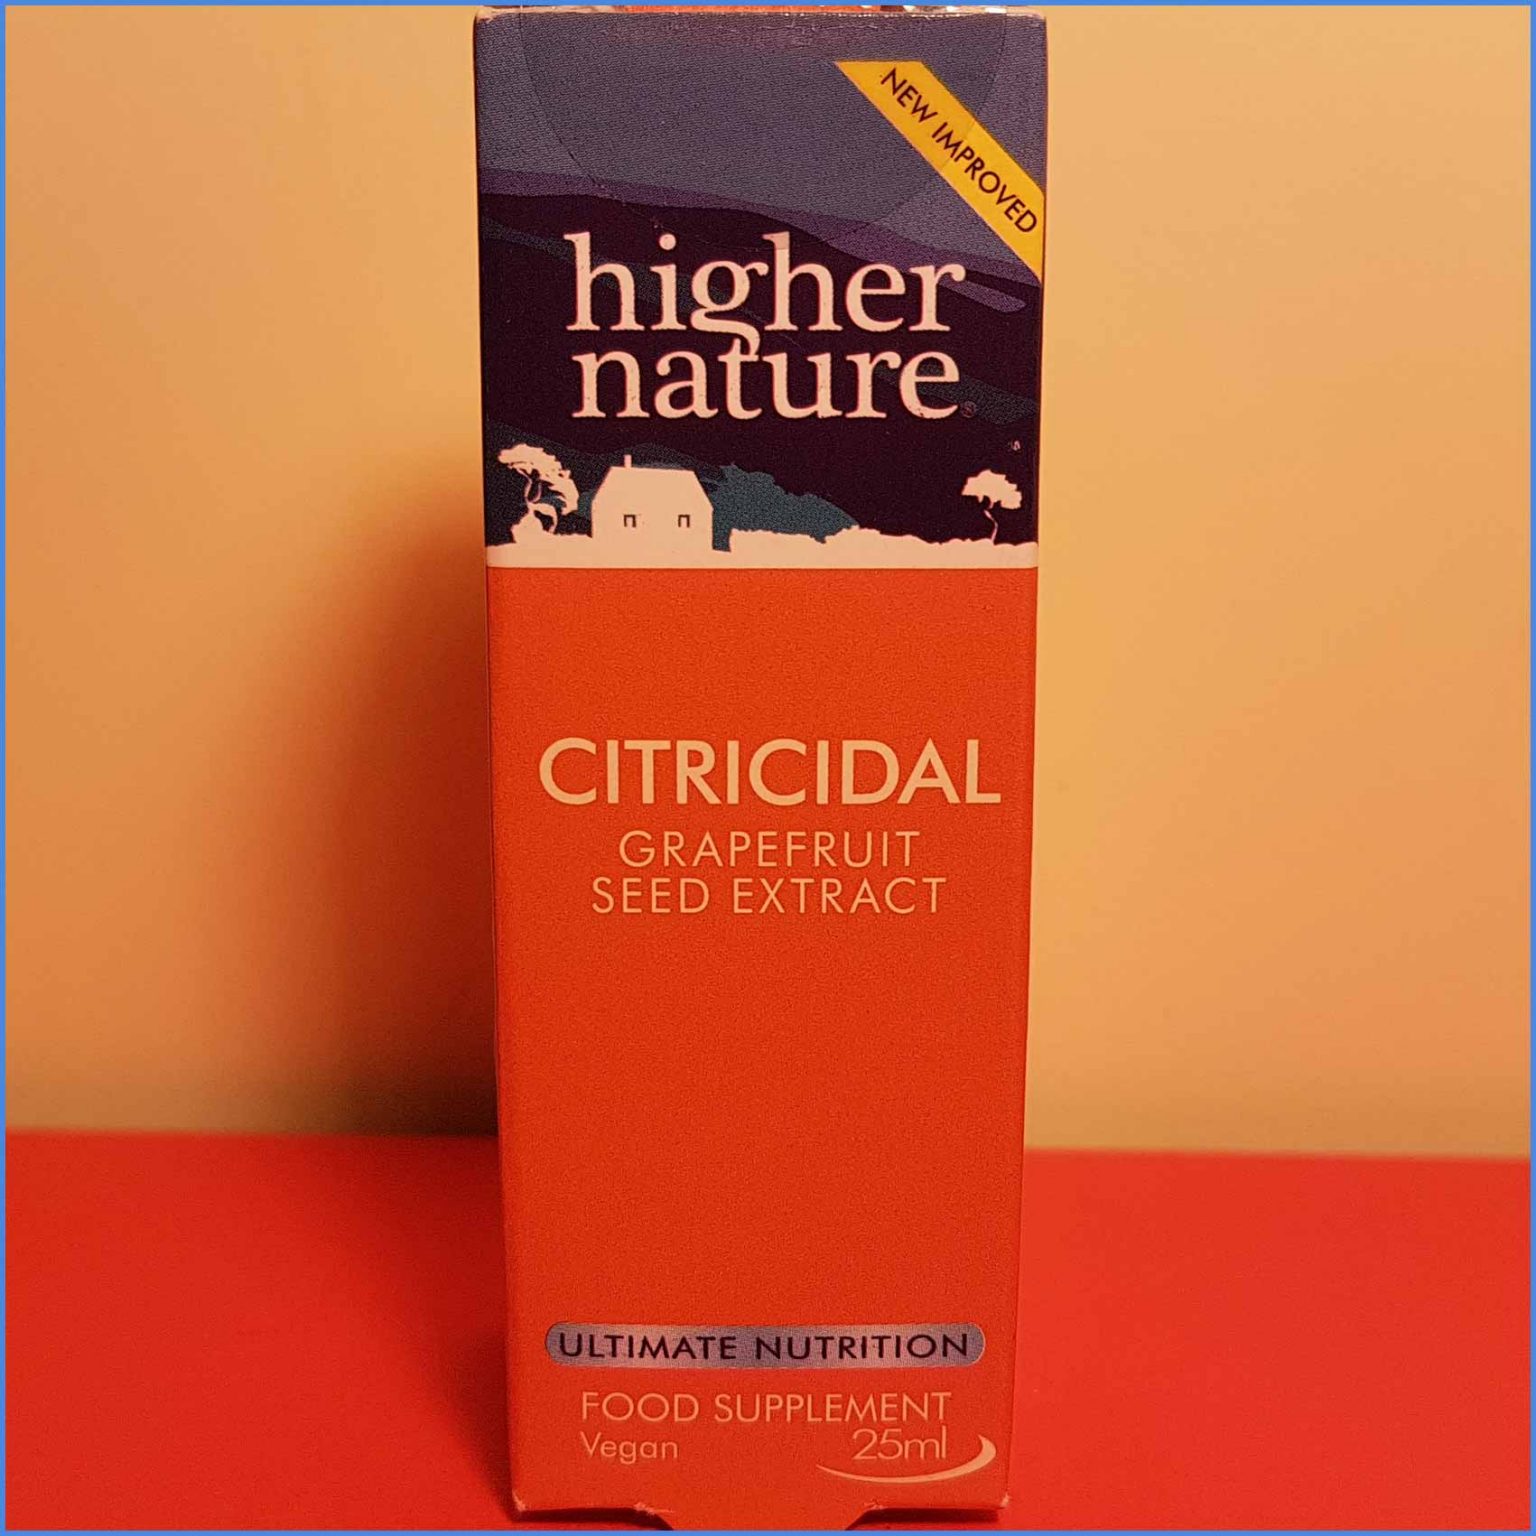 NEW IMPROVED
higher
nature®
CITRICIDAL
GRAPEFRUIT
SEED EXTRACT
ULTIMATE NUTRITION
FOOD SUPPLEMENT
Vegan 25ml